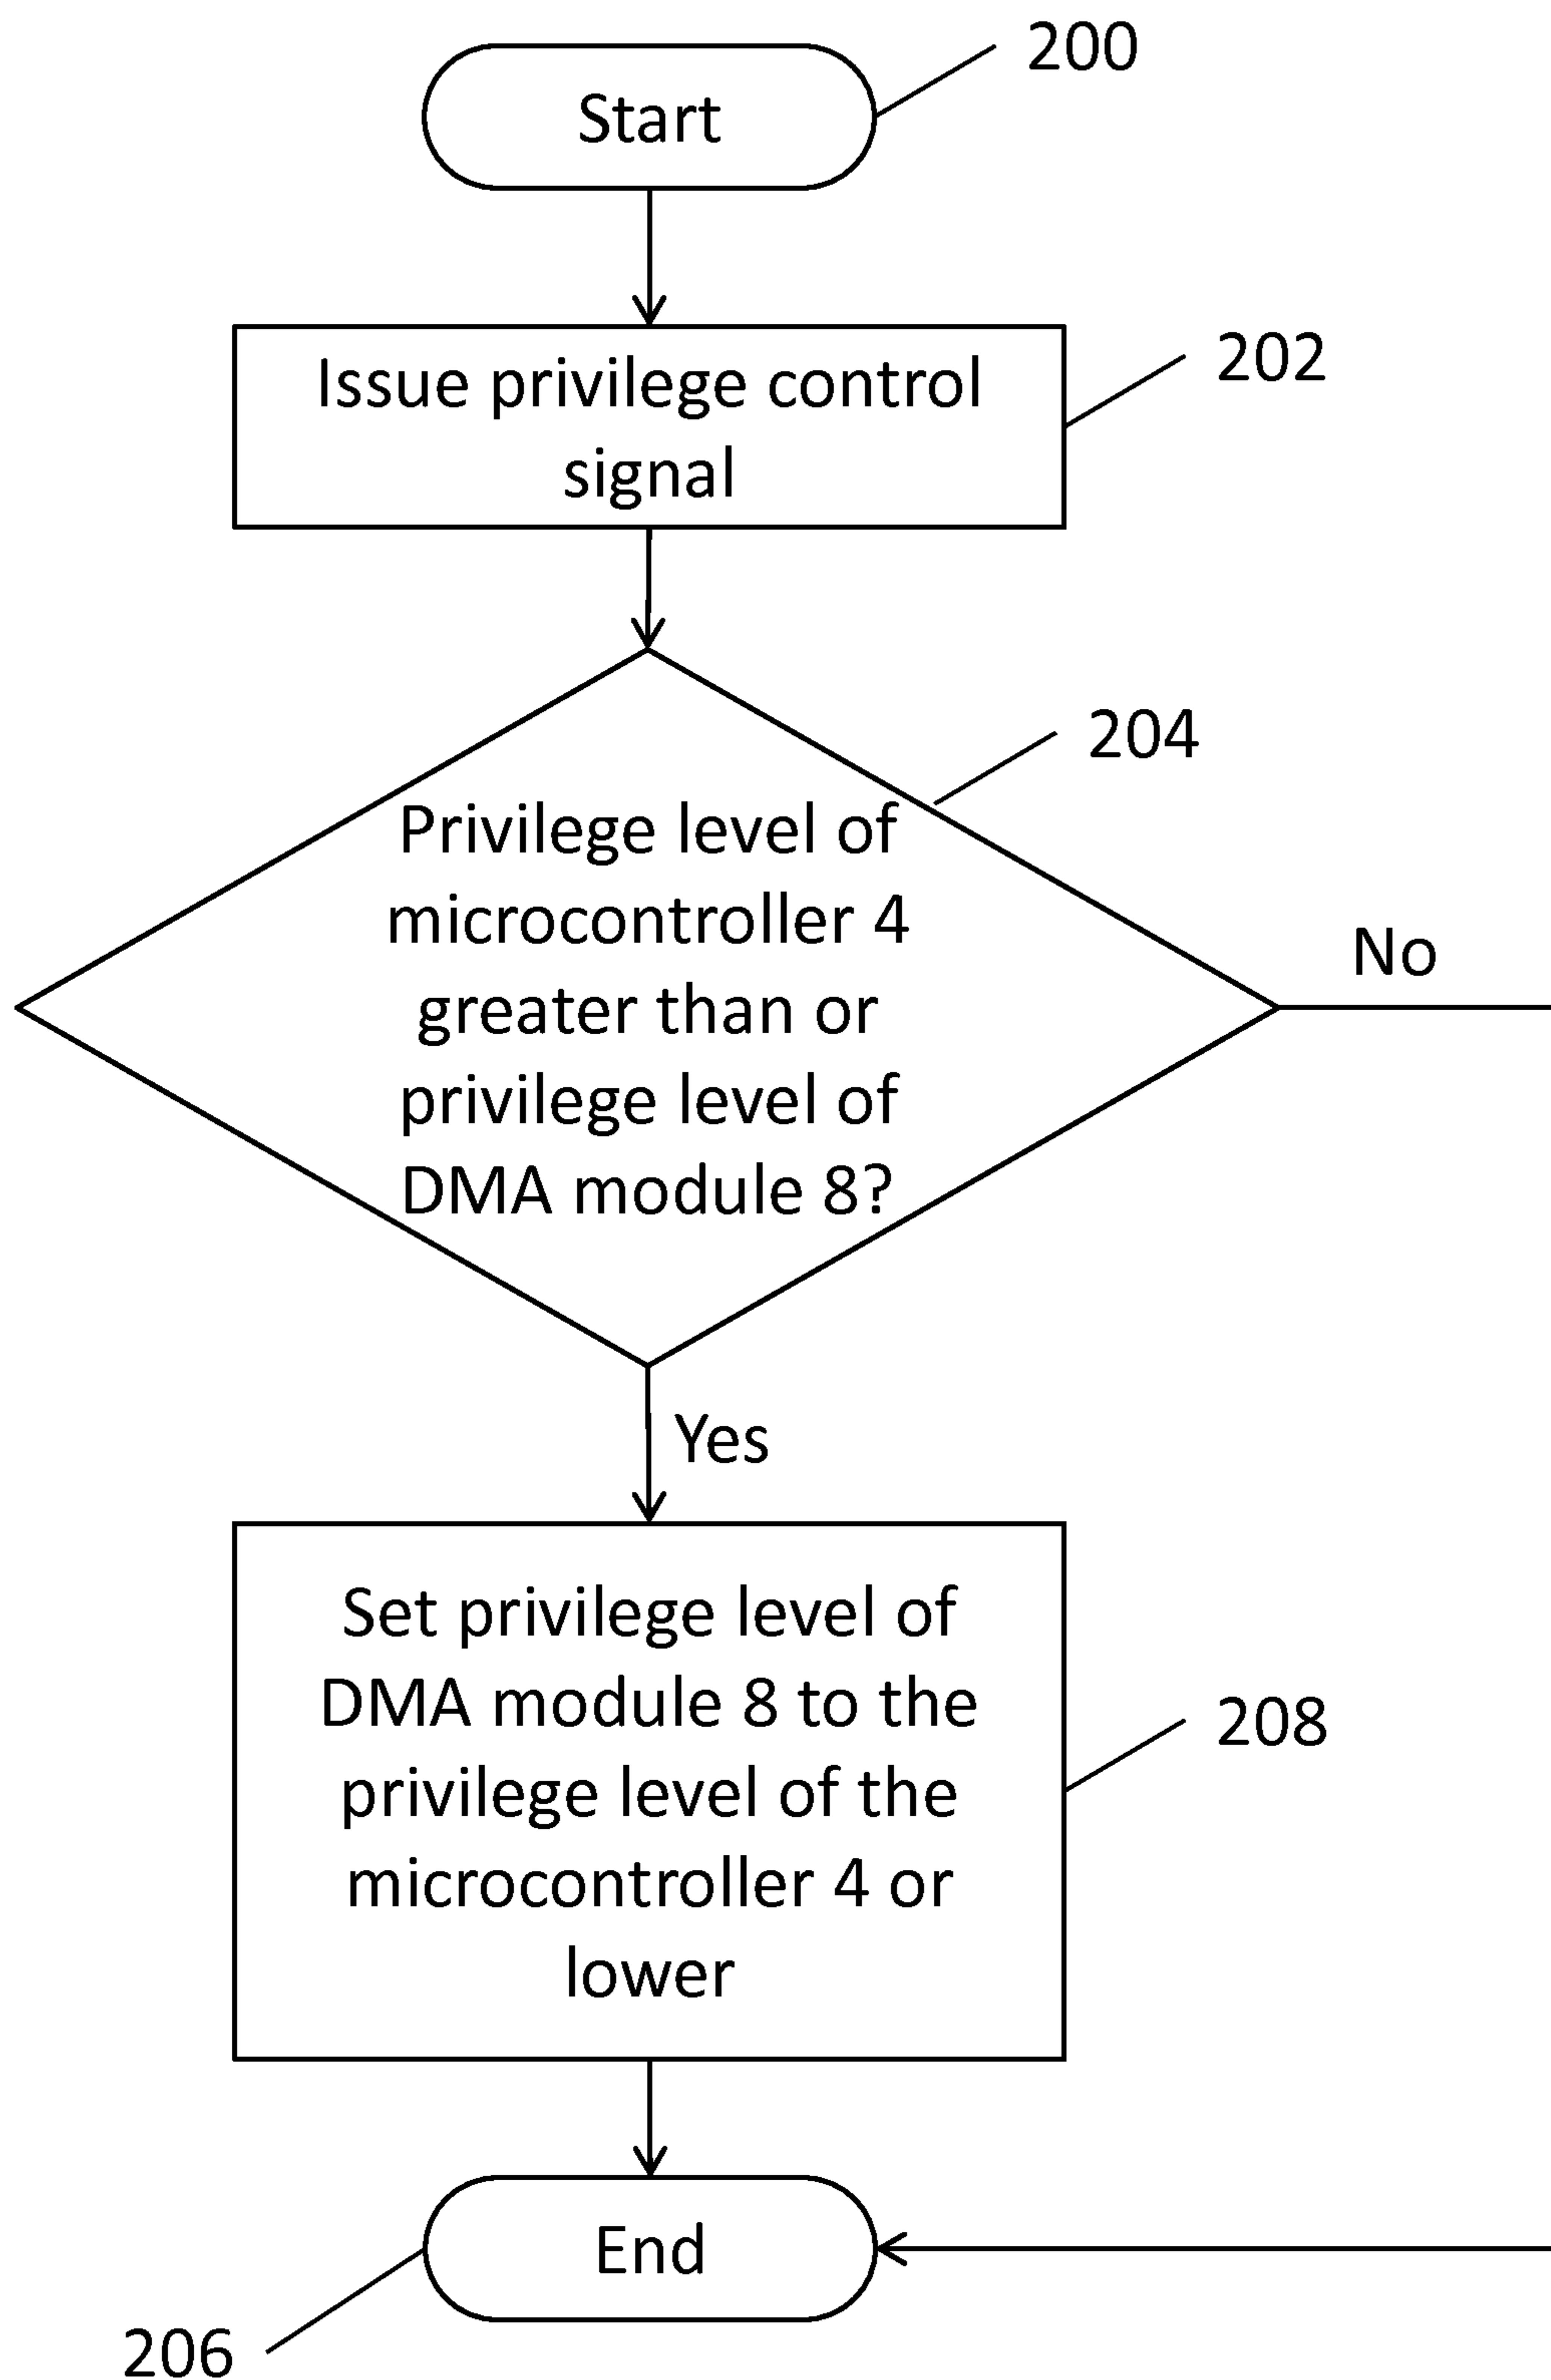 Start
200
Issue privilege control
signal
202
204
Privilege level of
microcontroller 4
greater than or
privilege level of
DMA module 8?
No
Yes
Set privilege level of
DMA module 8 to the
privilege level of the
microcontroller 4 or
lower
208
End
206